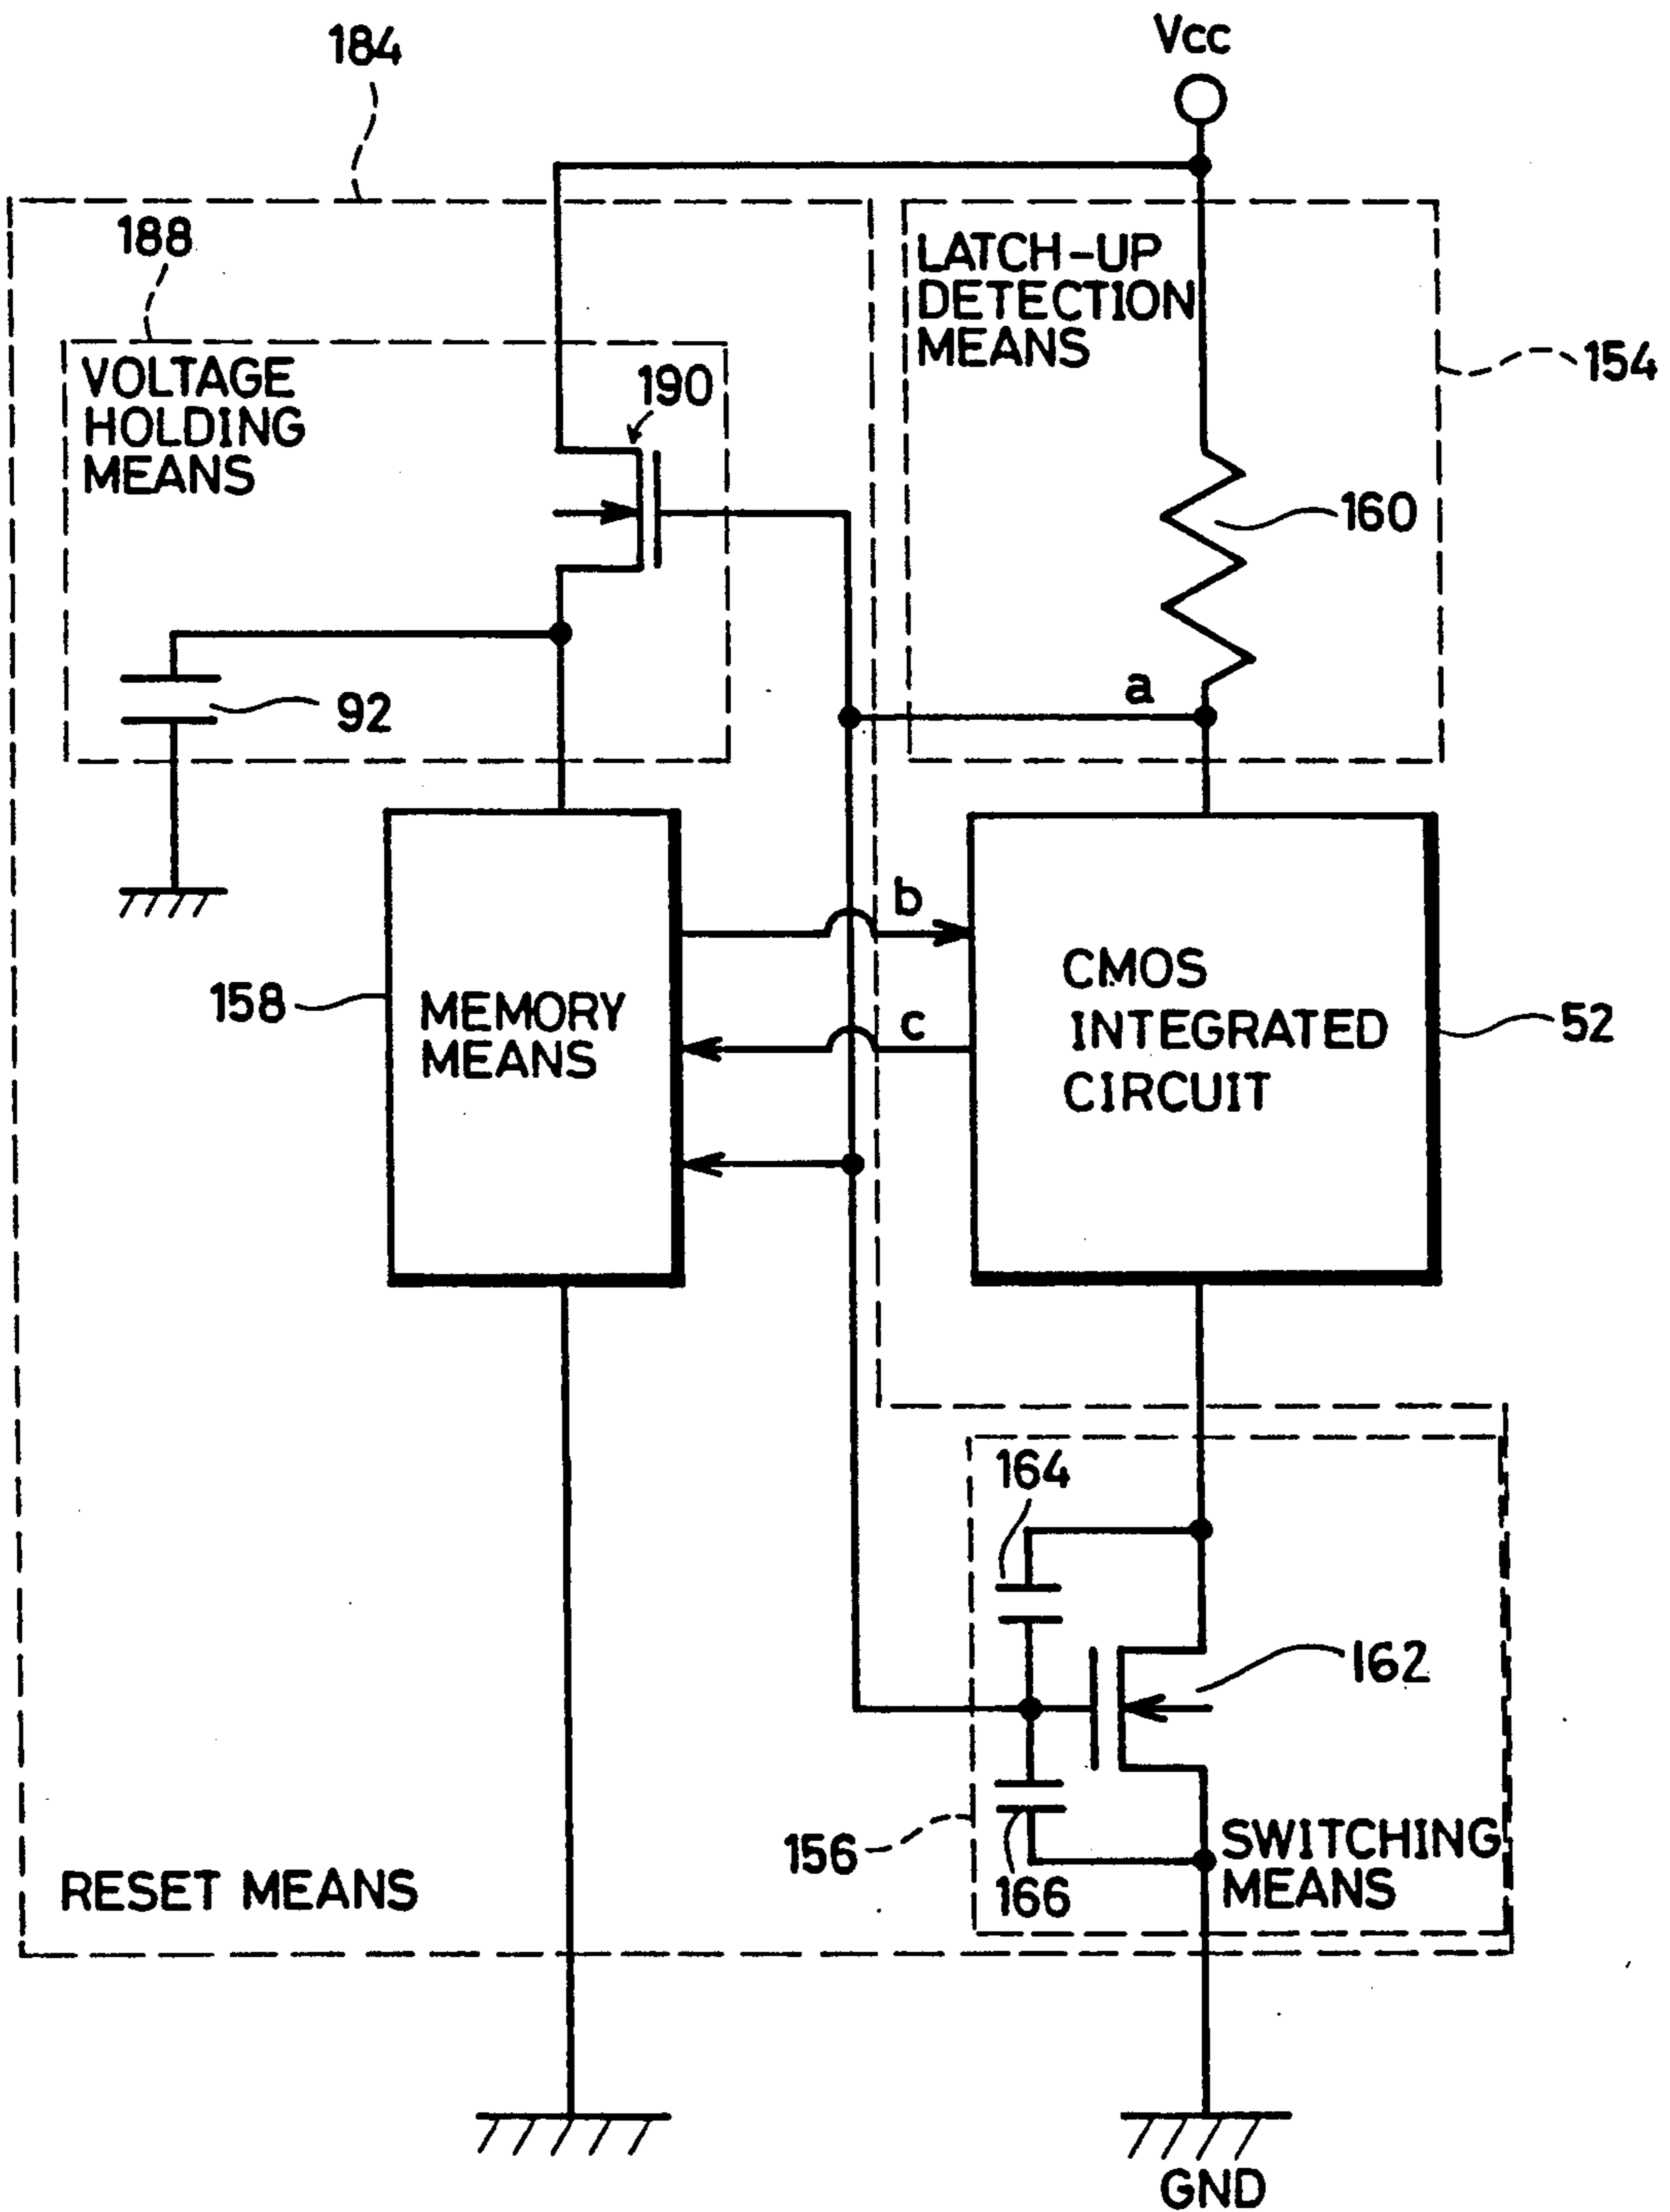 184
Vcc
188
LATCH-UP
DETECTION
MEANS
154
VOLTAGE
HOLDING
MEANS
190
160
a
92
b
158
MEMORY
MEANS
c
CMOS
INTEGRATED
CIRCUIT
52
164
162
156
SWITCHING
MEANS
166
RESET MEANS
GND